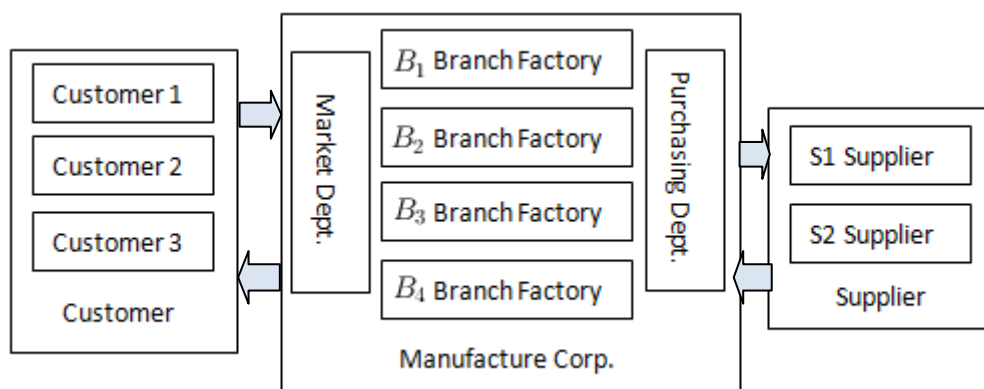 Customer 1
Customer 2
Customer 3
Customer
Market Dept.
B₁ Branch Factory
B₂ Branch Factory
B₃ Branch Factory
B₄ Branch Factory
Purchasing Dept.
Manufacture Corp.
S1 Supplier
S2 Supplier
Supplier